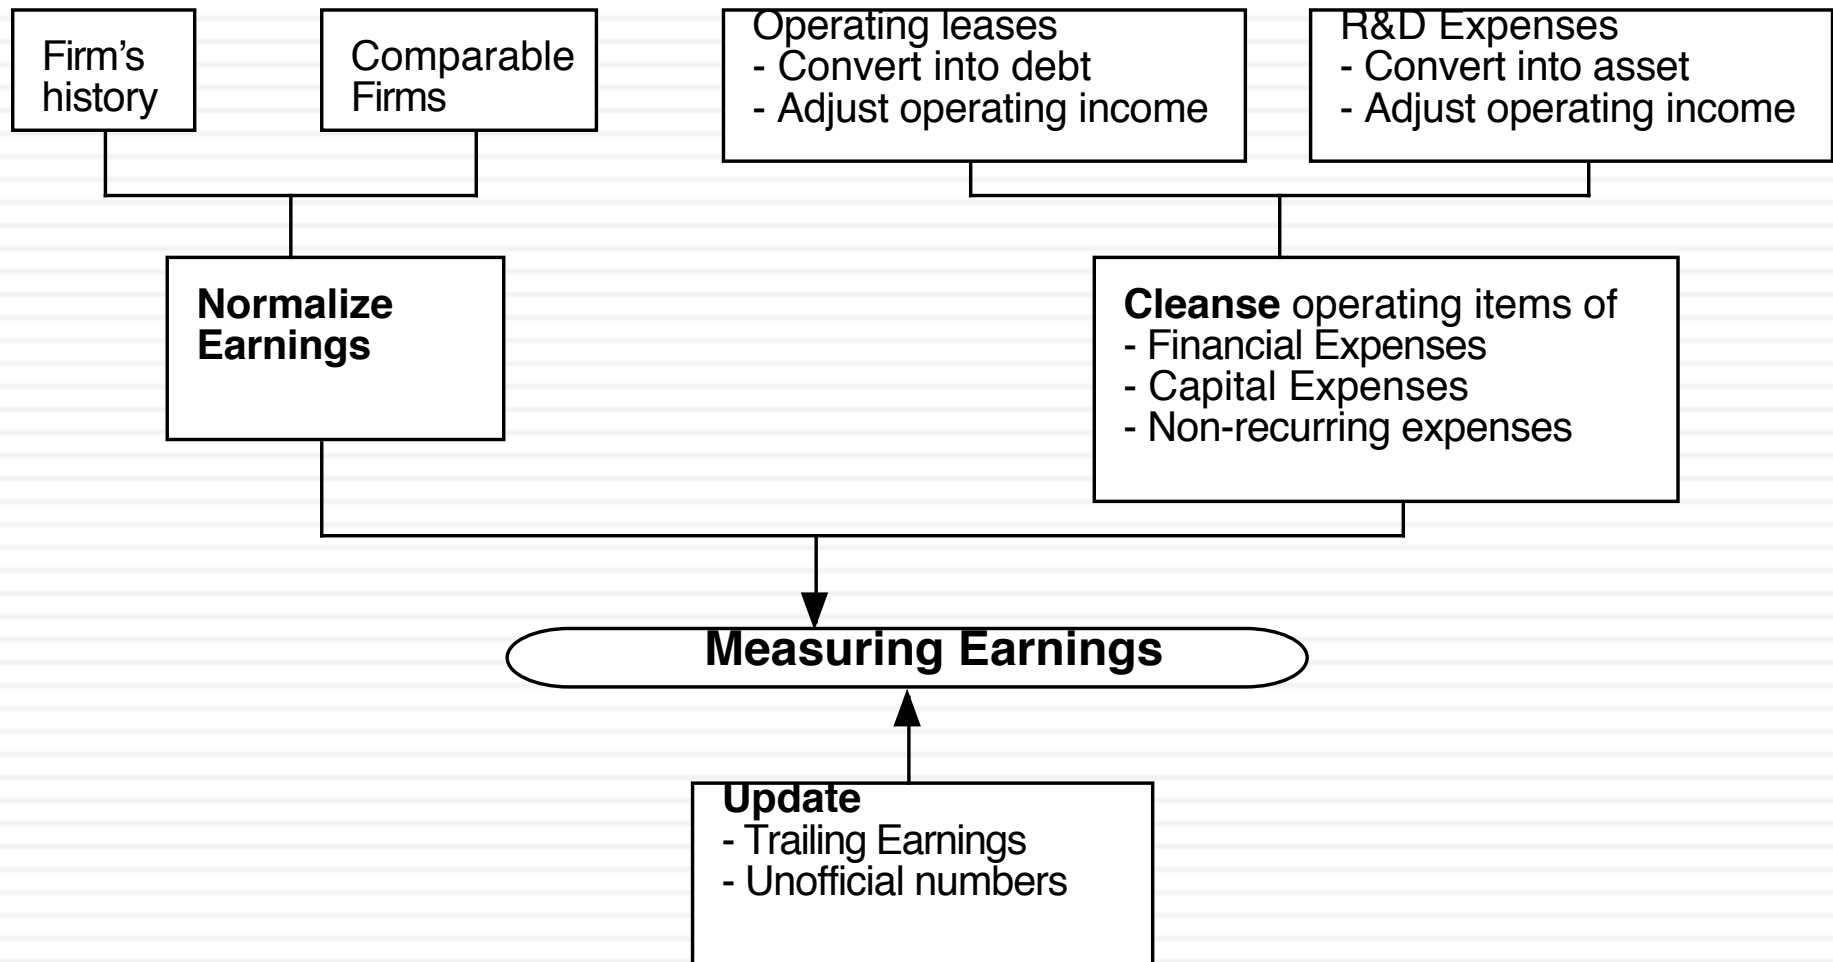 Firm’s
history
Comparable
Firms
Operating leases
- Convert into debt
- Adjust operating income
R&D Expenses
- Convert into asset
- Adjust operating income
Normalize
Earnings
Cleanse operating items of
- Financial Expenses
- Capital Expenses
- Non-recurring expenses
Measuring Earnings
Update
- Trailing Earnings
- Unofficial numbers